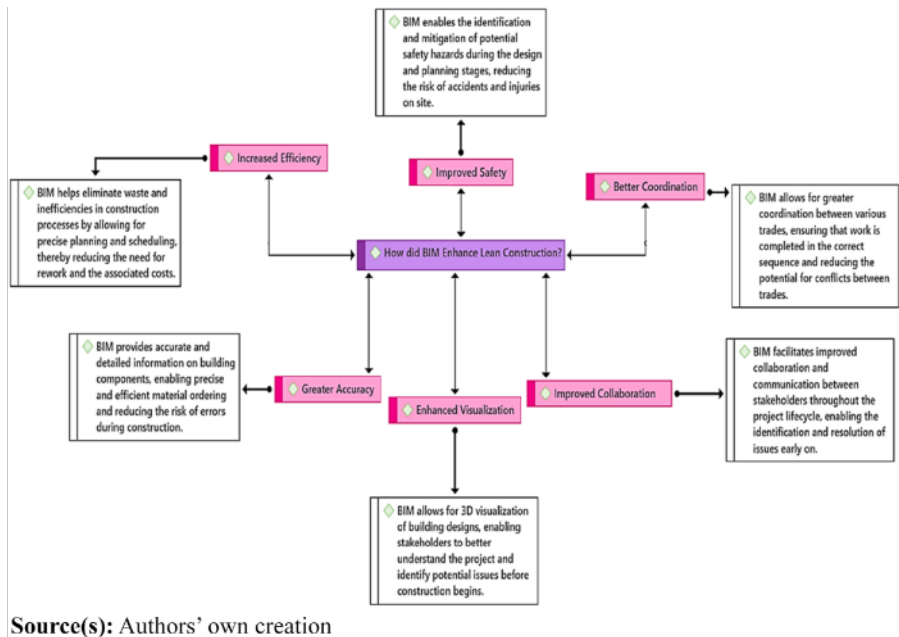 BIM enables the identification
and mitigation of potential
safety hazards during the design
and planning stages, reducing
the risk of accidents and injuries
on site.
Increased Efficiency
Improved Safety
Better Coordination
BIM helps eliminate waste and
inefficiencies in construction
processes by allowing for
precise planning and scheduling,
thereby reducing the need for
rework and the associated costs.
How did BIM Enhance Lean Construction?
BIM allows for greater
coordination between various
trades, ensuring that work is
completed in the correct
sequence and reducing the
potential for conflicts between
trades.
BIM provides accurate and
detailed information on building
components, enabling precise
and efficient material ordering
and reducing the risk of errors
during construction.
Greater Accuracy
Enhanced Visualization
Improved Collaboration
BIM facilitates improved
collaboration and
communication between
stakeholders throughout the
project lifecycle, enabling the
identification and resolution of
issues early on.
BIM allows for 3D visualization
of building designs, enabling
stakeholders to better
understand the project and
identify potential issues before
construction begins.
Source(s): Authors' own creation